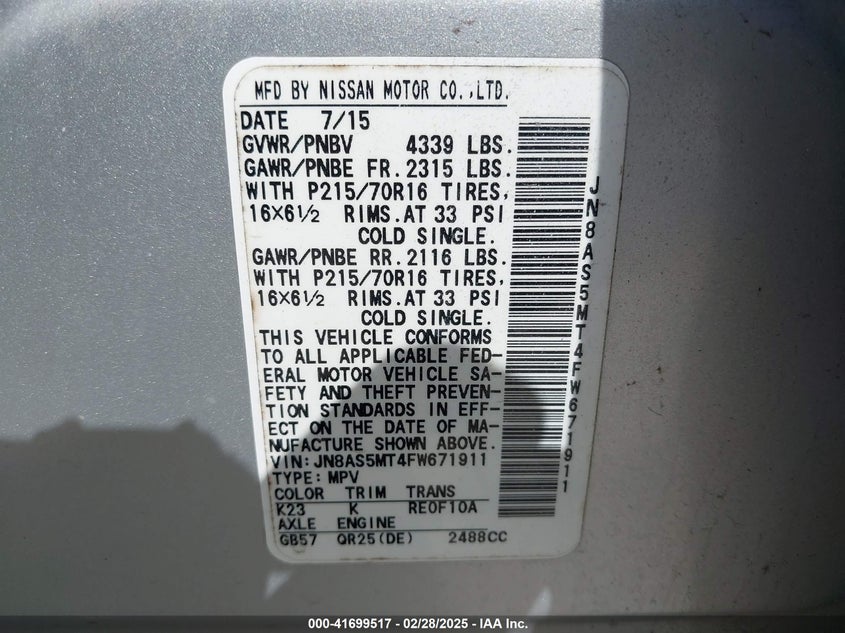 MFD BY NISSAN MOTOR CO.,LTD.
DATE 7/15
GVWR/PNBV 4339 LBS.
GAWR/PNBE FR.2315 LBS.
WITH P215/70R16 TIRES,
16×6½ RIMS.AT 33 PSI
COLD SINGLE.
GAWR/PNBE RR.2116 LBS.
WITH P215/70R16 TIRES,
16×6½ RIMS.AT 33 PSI
COLD SINGLE.
THIS VEHICLE CONFORMS
TO ALL APPLICABLE FED-
ERAL MOTOR VEHICLE SA-
FETY AND THEFT PREVEN-
TION STANDARDS IN EFF-
ECT ON THE DATE OF MA-
NUFACTURE SHOWN ABOVE.
VIN:JN8AS5MT4FW671911
TYPE:MPV
COLOR TRIM TRANS
K23 K RE0F10A
AXLE ENGINE
GB57 QR25(DE) 2488CC
JN8AS5MT4FW671911
000-41699517 - 02/28/2025 - IAA Inc.